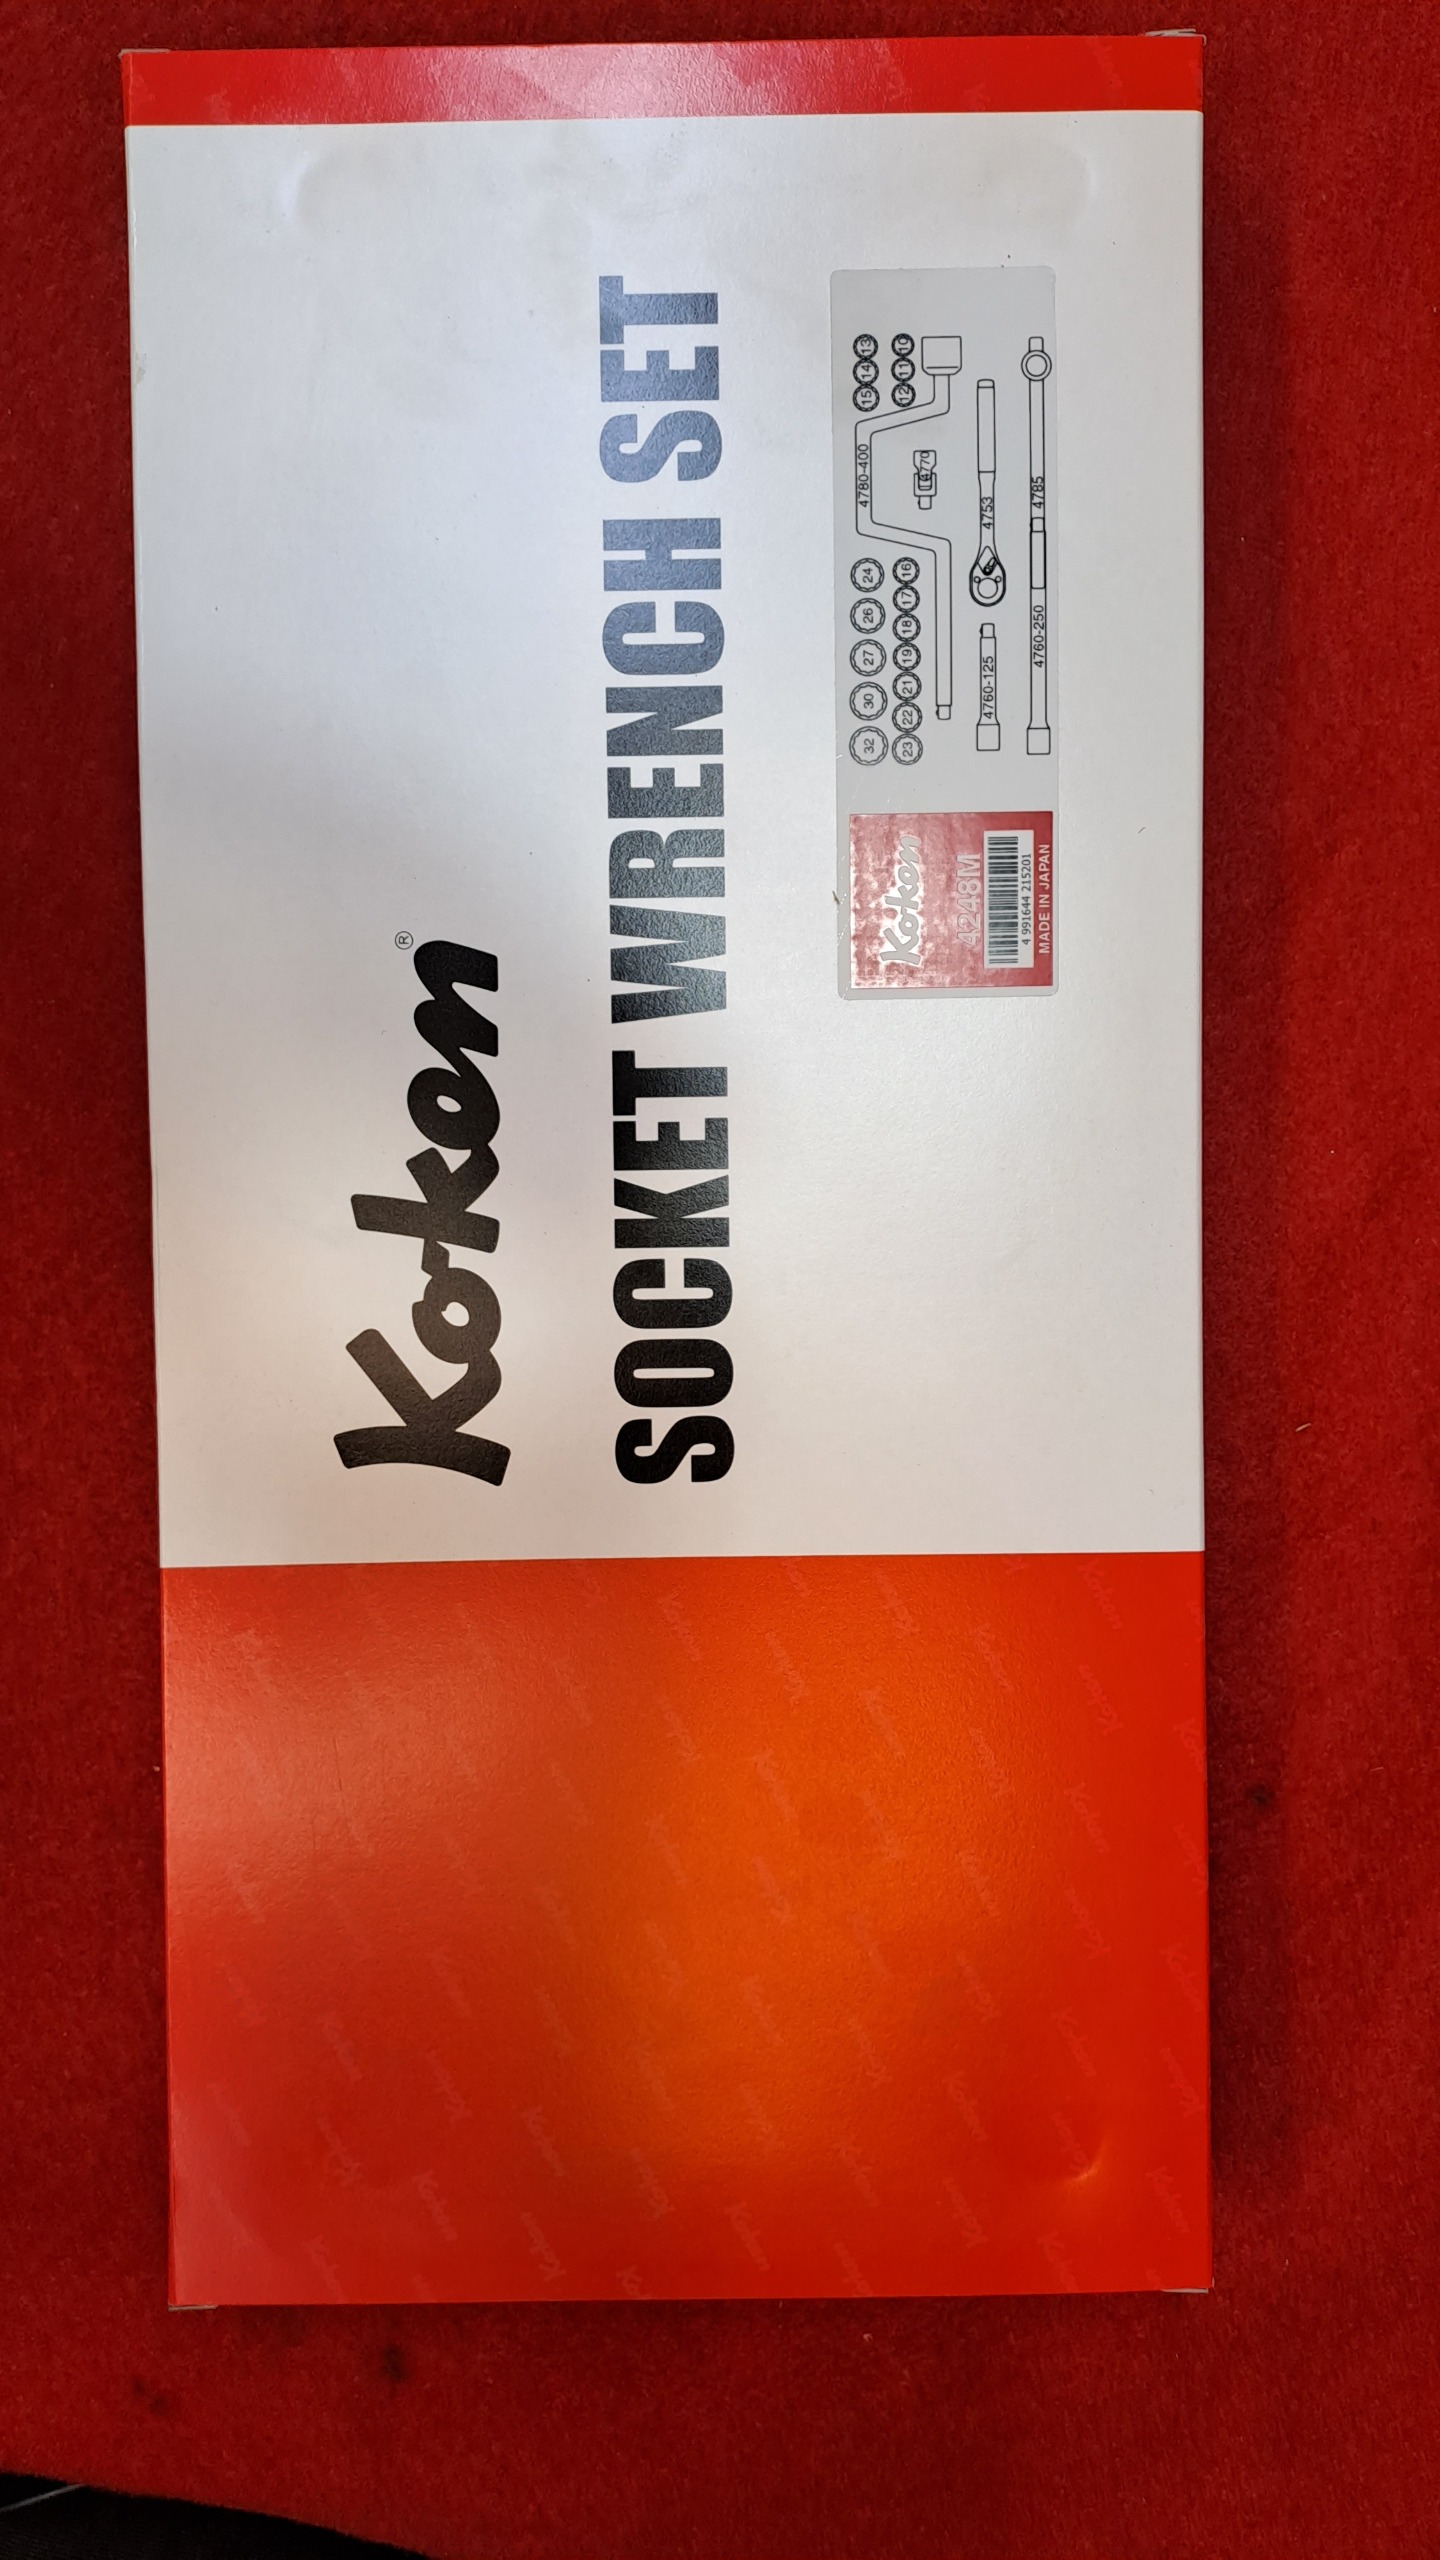 Koken®
SOCKET WRENCH SET
32 30 27 26 24 4780-400 15 14 13
23 22 21 19 18 17 16 4770 12 11 10
4760-125 4753
4760-250 4785
Koken
4248M
4 991644 215201
MADE IN JAPAN